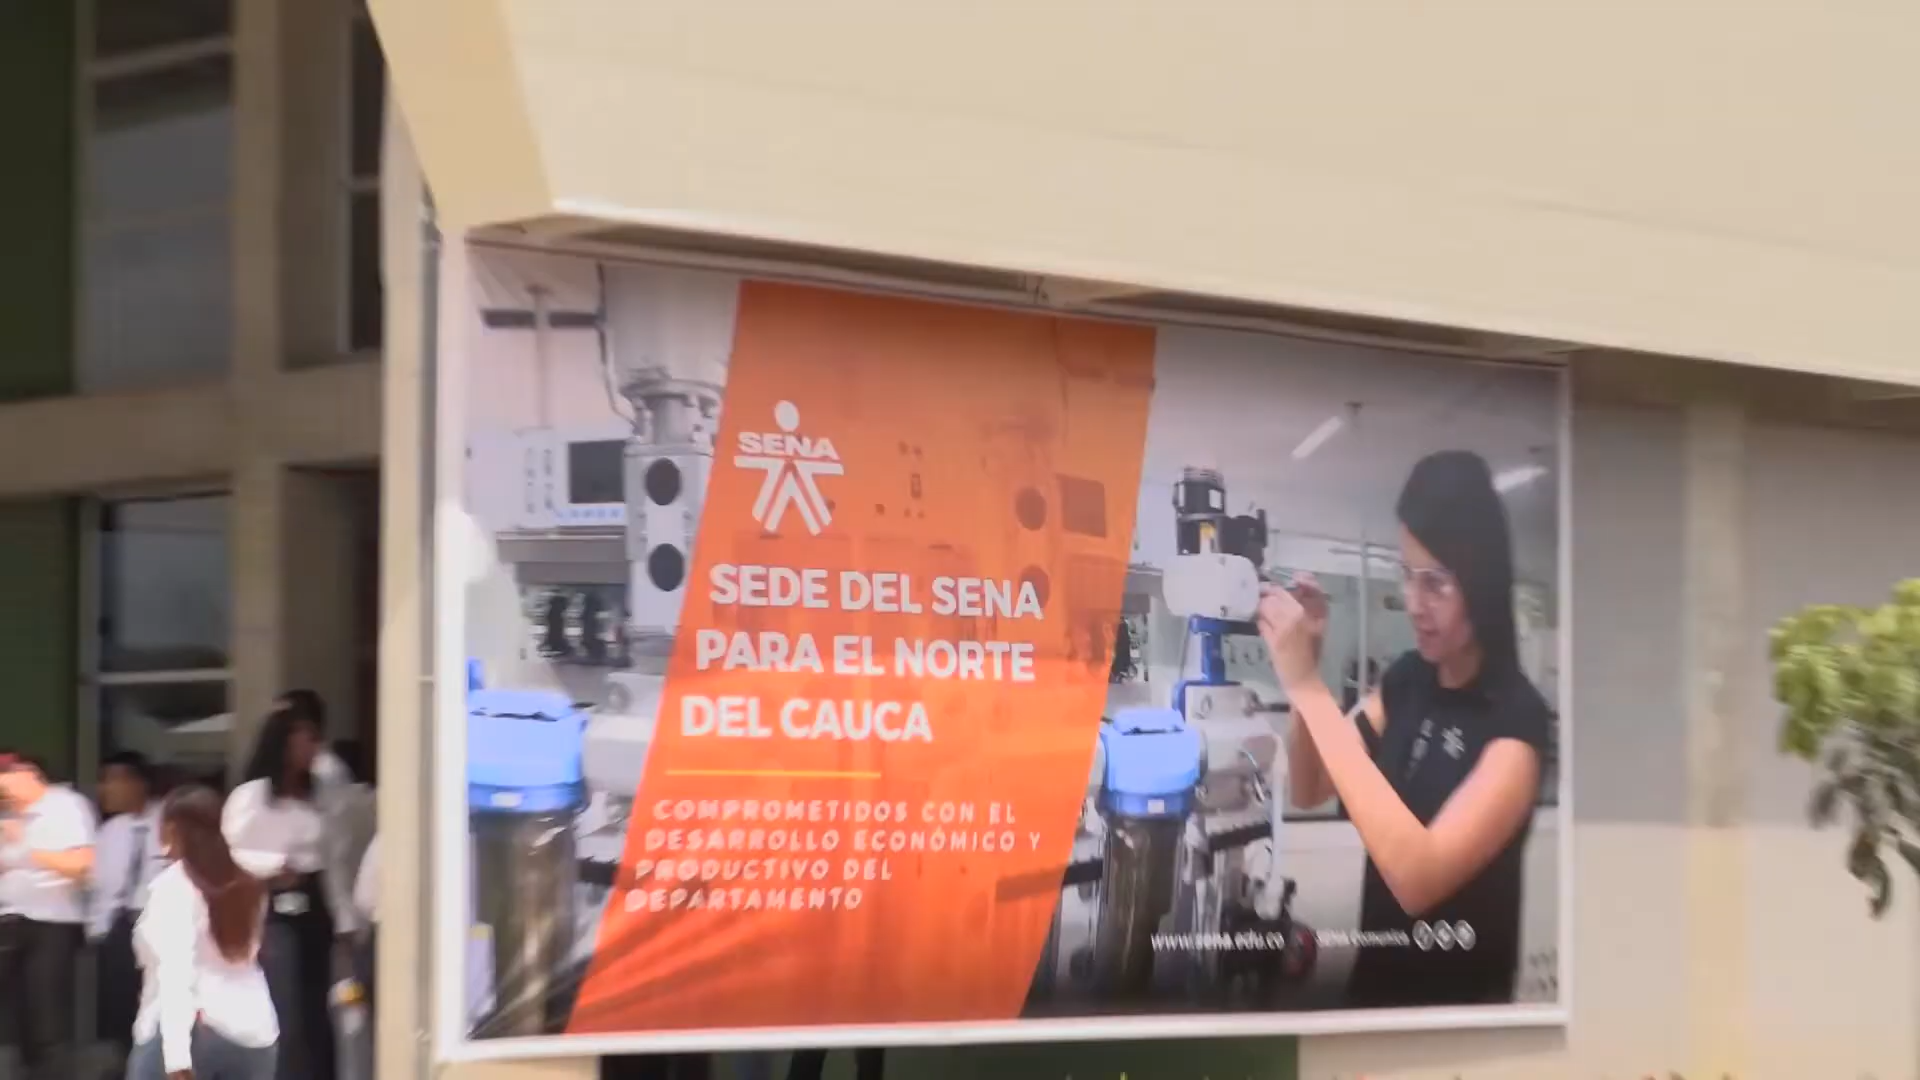 SENA
SEDE DEL SENA
PARA EL NORTE
DEL CAUCA
COMPROMETIDOS CON EL
DESARROLLO ECONÓMICO Y
PRODUCTIVO DEL
DEPARTAMENTO
www.sena.edu.co